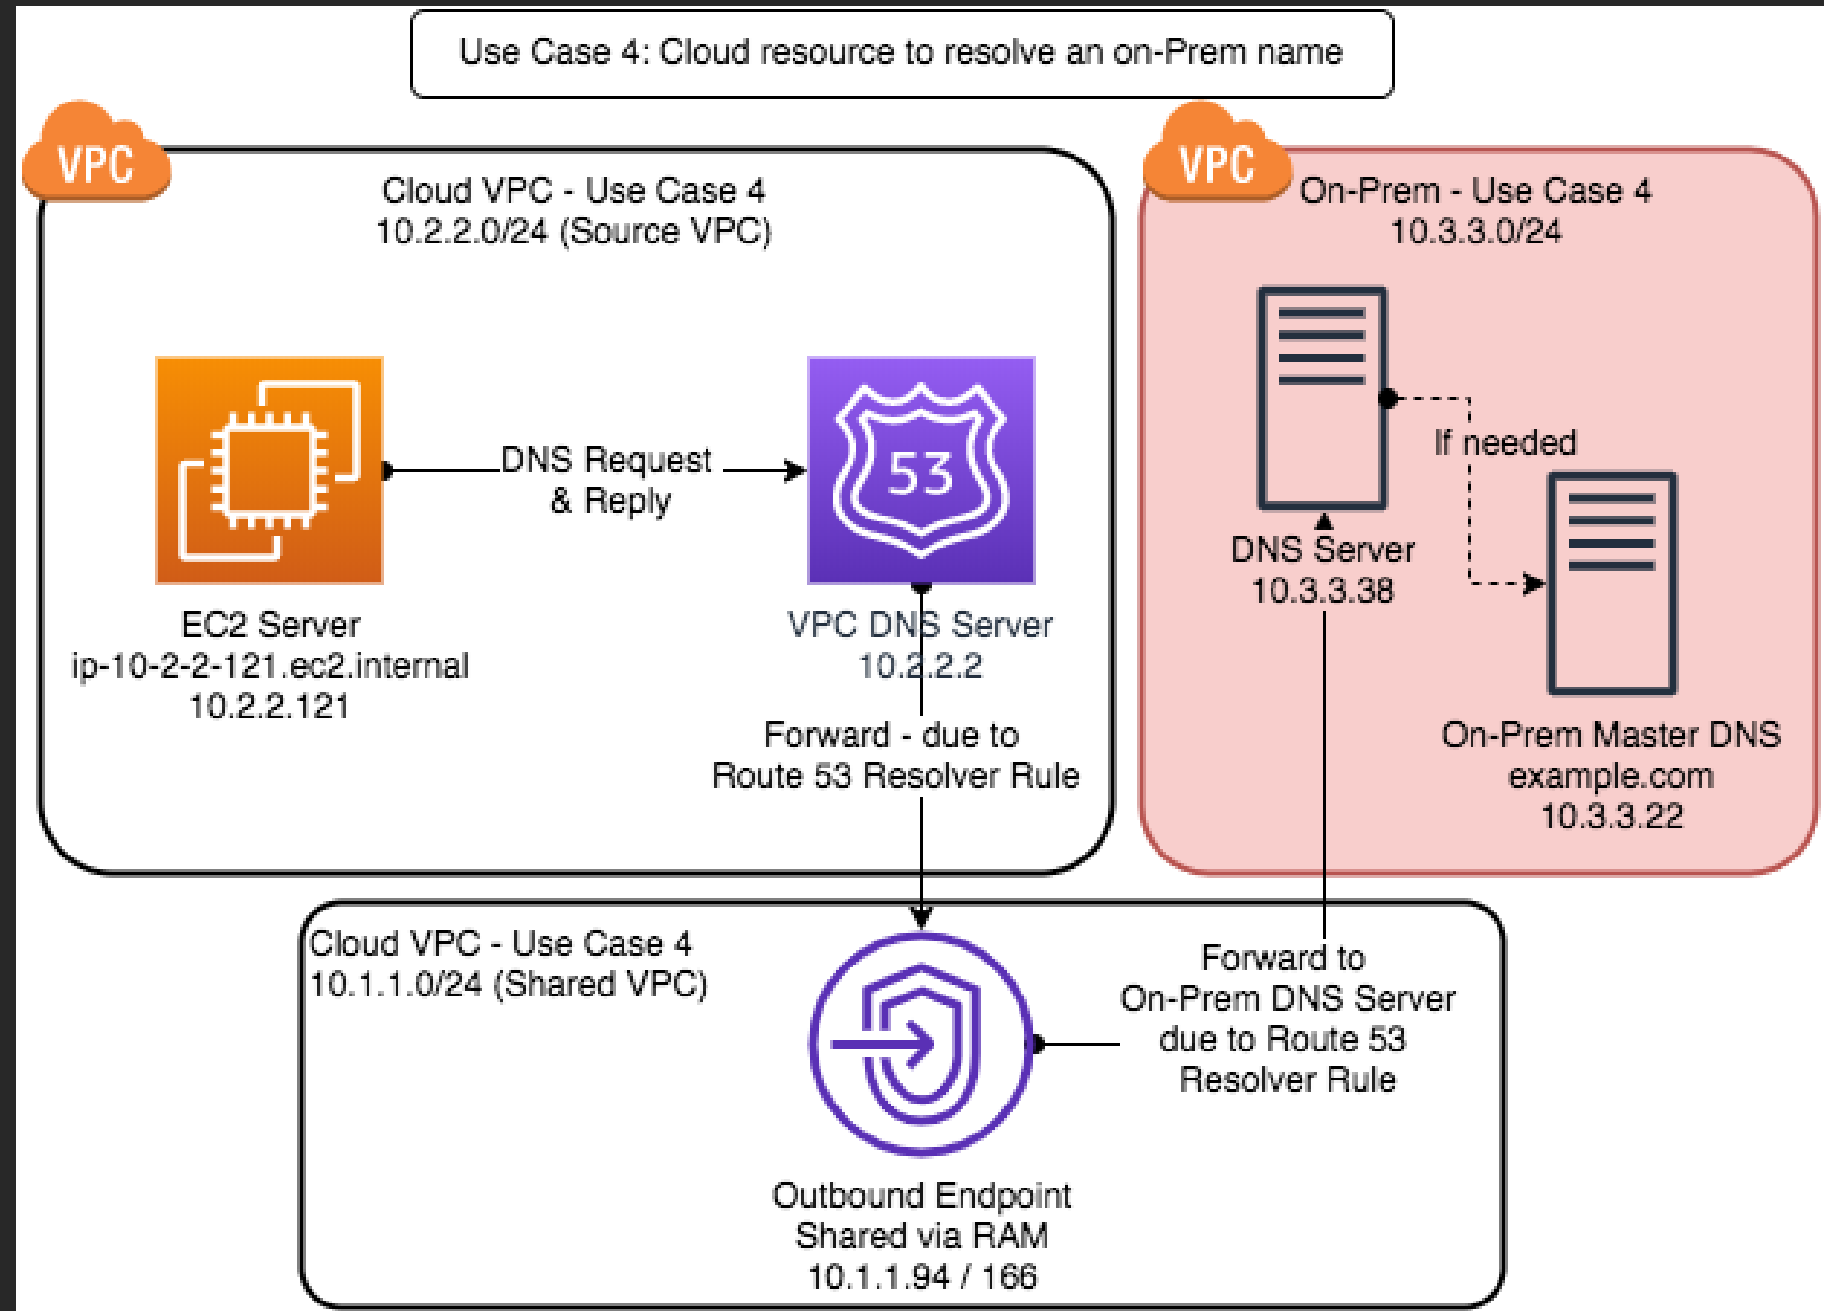 Use Case 4: Cloud resource to resolve an on-Prem name
VPC
Cloud VPC - Use Case 4
10.2.2.0/24 (Source VPC)
VPC
On-Prem - Use Case 4
10.3.3.0/24
DNS Request
& Reply
53
EC2 Server
ip-10-2-2-121.ec2.internal
10.2.2.121
VPC DNS Server
10.2.2.2
Forward - due to
Route 53 Resolver Rule
If needed
DNS Server
10.3.3.38
On-Prem Master DNS
example.com
10.3.3.22
Cloud VPC - Use Case 4
10.1.1.0/24 (Shared VPC)
Forward to
On-Prem DNS Server
due to Route 53
Resolver Rule
Outbound Endpoint
Shared via RAM
10.1.1.94 / 166